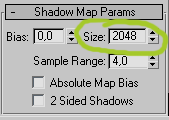 - Shadow Map Params
Bias: 0,0 Size: 2048
Sample Range: 4,0
Absolute Map Bias
2 Sided Shadows